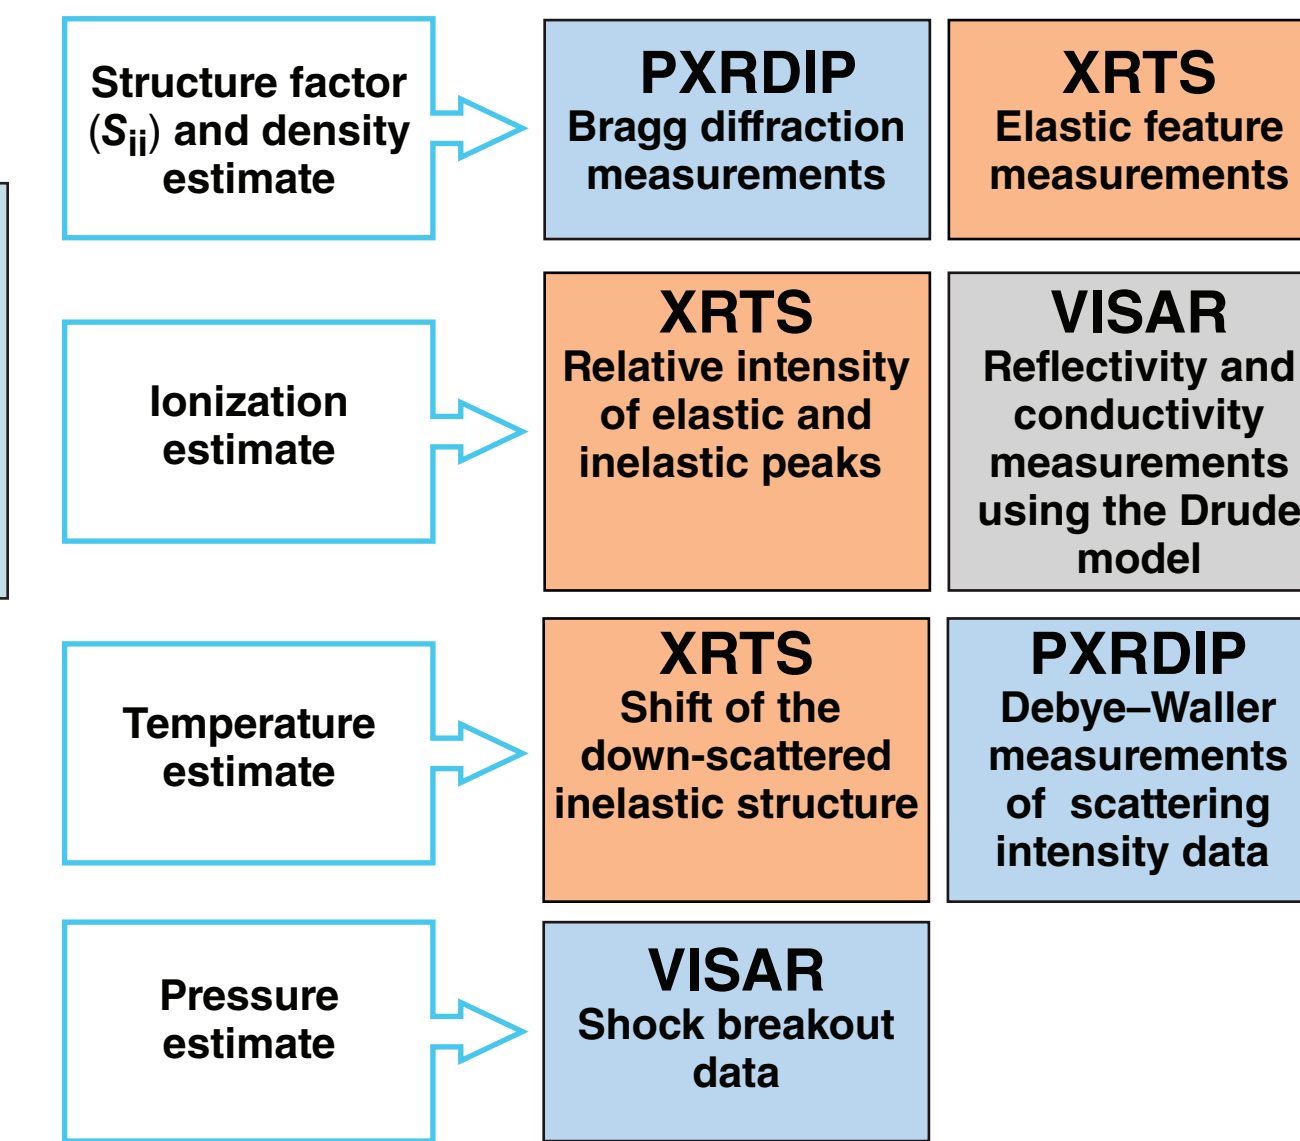 Structure factor
(Sii) and density
estimate
PXRDIP
Bragg diffraction
measurements
XRTS
Elastic feature
measurements
Ionization
estimate
XRTS
Relative intensity
of elastic and
inelastic peaks
VISAR
Reflectivity and
conductivity
measurements
using the Drude
model
Temperature
estimate
XRTS
Shift of the
down-scattered
inelastic structure
PXRDIP
Debye–Waller
measurements
of scattering
intensity data
Pressure
estimate
VISAR
Shock breakout
data